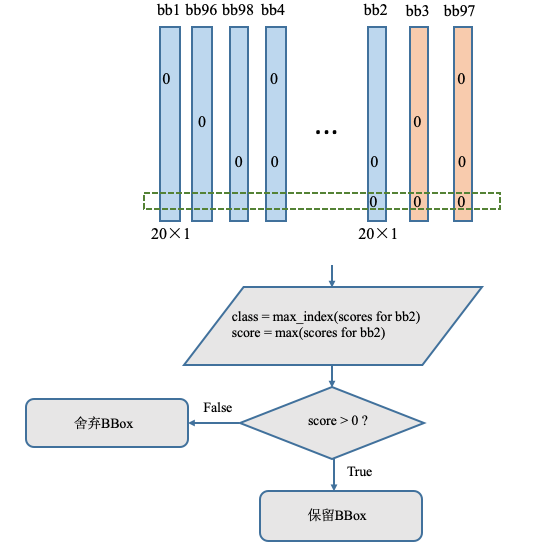 bb1 bb96 bb98 bb4 bb2 bb3 bb97
0 0 0
0 0
...
0 0 0 0
0 0 0
20×1 20×1
class = max_index(scores for bb2)
score = max(scores for bb2)
score > 0 ?
False
舍弃BBox
True
保留BBox